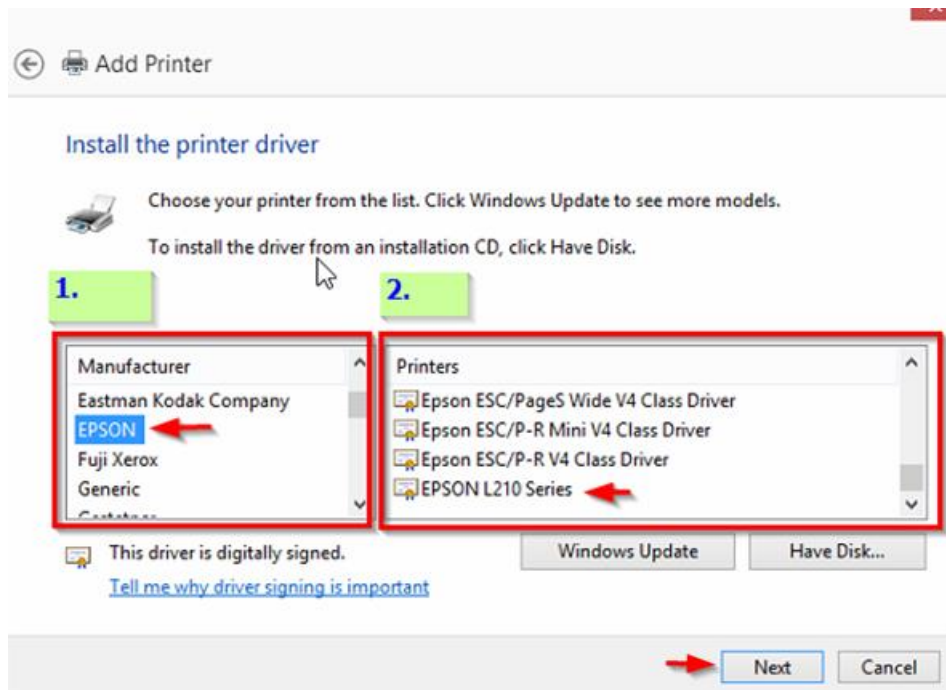 Add Printer
Install the printer driver
Choose your printer from the list. Click Windows Update to see more models.
To install the driver from an installation CD, click Have Disk.
1.
2.
Manufacturer
Eastman Kodak Company
EPSON
Fuji Xerox
Generic
Printers
Epson ESC/PageS Wide V4 Class Driver
Epson ESC/P-R Mini V4 Class Driver
Epson ESC/P-R V4 Class Driver
EPSON L210 Series
This driver is digitally signed.
Tell me why driver signing is important
Windows Update
Have Disk...
Next
Cancel